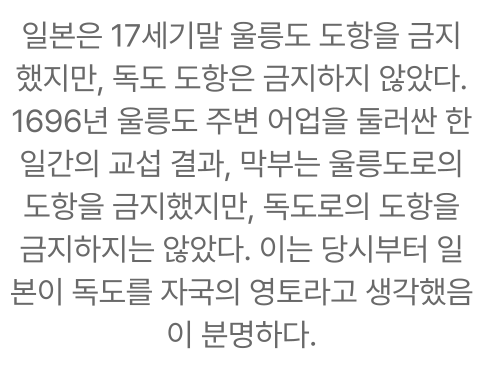 일본은 17세기말 울릉도 도항을 금지
했지만, 독도 도항은 금지하지 않았다.
1696년 울릉도 주변 어업을 둘러싼 한
일간의 교섭 결과, 막부는 울릉도로의
도항을 금지했지만, 독도로의 도항을
금지하지는 않았다. 이는 당시부터 일
본이 독도를 자국의 영토라고 생각했음
이 분명하다.